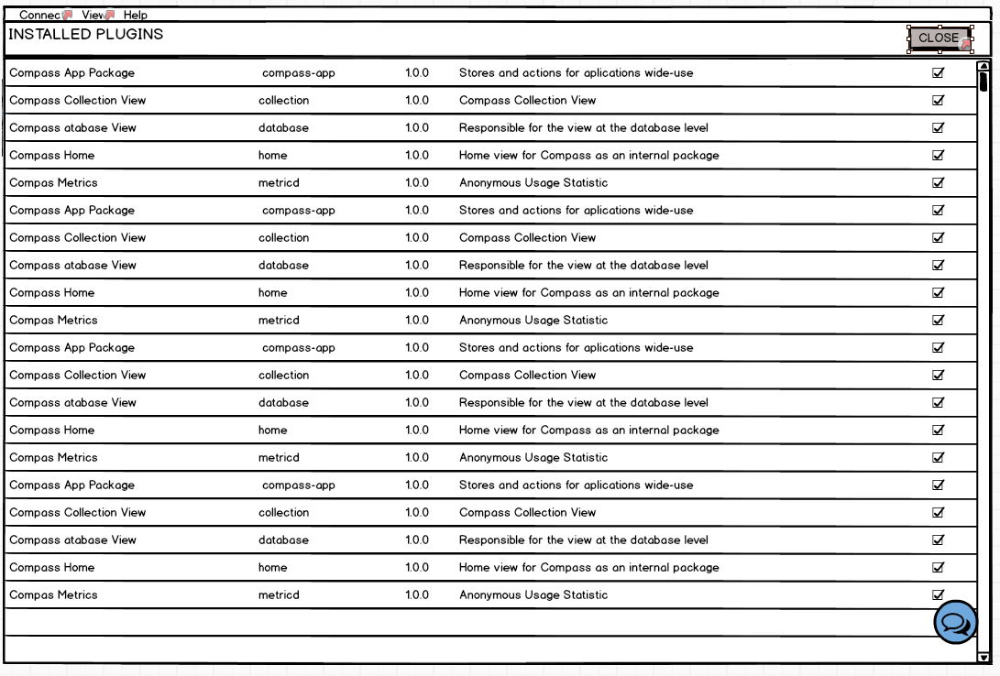 Connec View Help
INSTALLED PLUGINS CLOSE
Compass App Package compass-app 1.0.0 Stores and actions for aplications wide-use
Compass Collection View collection 1.0.0 Compass Collection View
Compass atabase View database 1.0.0 Responsible for the view at the database level
Compass Home home 1.0.0 Home view for Compass as an internal package
Compas Metrics metricd 1.0.0 Anonymous Usage Statistic
Compass App Package compass-app 1.0.0 Stores and actions for aplications wide-use
Compass Collection View collection 1.0.0 Compass Collection View
Compass atabase View database 1.0.0 Responsible for the view at the database level
Compass Home home 1.0.0 Home view for Compass as an internal package
Compas Metrics metricd 1.0.0 Anonymous Usage Statistic
Compass App Package compass-app 1.0.0 Stores and actions for aplications wide-use
Compass Collection View collection 1.0.0 Compass Collection View
Compass atabase View database 1.0.0 Responsible for the view at the database level
Compass Home home 1.0.0 Home view for Compass as an internal package
Compas Metrics metricd 1.0.0 Anonymous Usage Statistic
Compass App Package compass-app 1.0.0 Stores and actions for aplications wide-use
Compass Collection View collection 1.0.0 Compass Collection View
Compass atabase View database 1.0.0 Responsible for the view at the database level
Compass Home home 1.0.0 Home view for Compass as an internal package
Compas Metrics metricd 1.0.0 Anonymous Usage Statistic